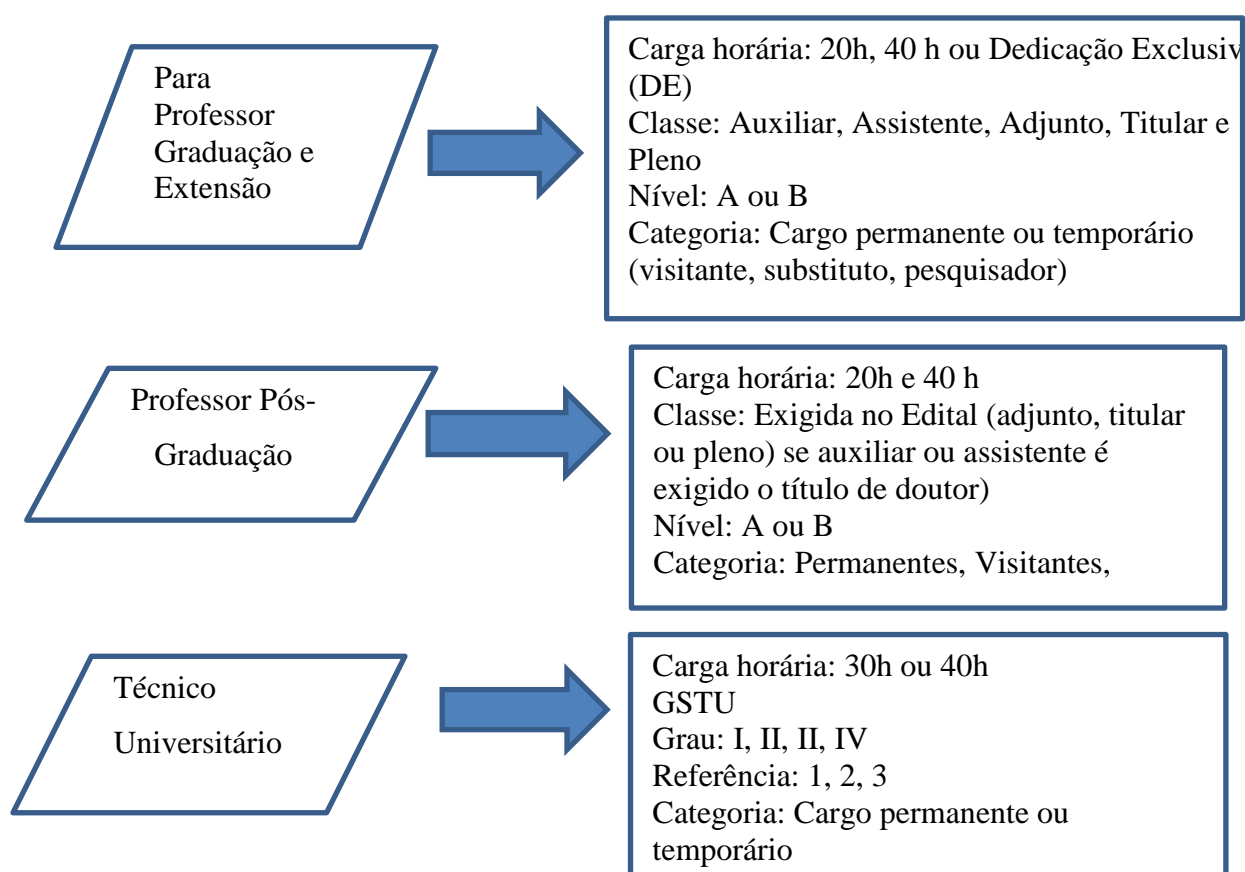 Para
Professor
Graduação e
Extensão
Carga horária: 20h, 40 h ou Dedicação Exclusiv
(DE)
Classe: Auxiliar, Assistente, Adjunto, Titular e
Pleno
Nível: A ou B
Categoria: Cargo permanente ou temporário
(visitante, substituto, pesquisador)
Professor Pós-
Graduação
Carga horária: 20h e 40 h
Classe: Exigida no Edital (adjunto, titular
ou pleno) se auxiliar ou assistente é
exigido o título de doutor)
Nível: A ou B
Categoria: Permanentes, Visitantes,
Técnico
Universitário
Carga horária: 30h ou 40h
GSTU
Grau: I, II, II, IV
Referência: 1, 2, 3
Categoria: Cargo permanente ou
temporário